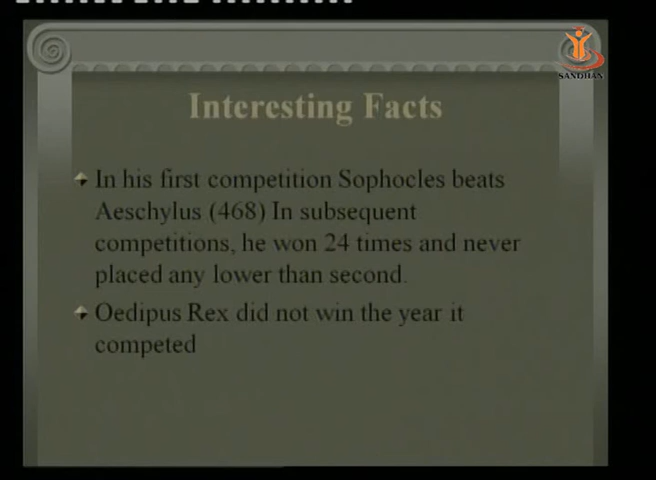 SANDHAN
Interesting Facts
In his first competition Sophocles beats
Aeschylus (468) In subsequent
competitions, he won 24 times and never
placed any lower than second.
Oedipus Rex did not win the year it
competed